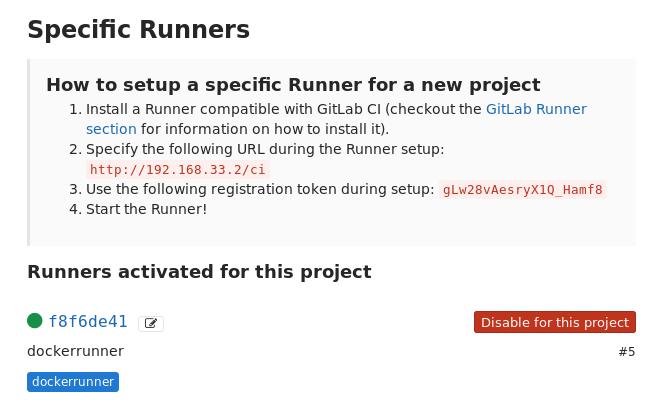 Specific Runners
How to setup a specific Runner for a new project
1. Install a Runner compatible with GitLab CI (checkout the GitLab Runner
section for information on how to install it).
2. Specify the following URL during the Runner setup:
http://192.168.33.2/ci
3. Use the following registration token during setup: gLw28vAesryX1Q_Hamf8
4. Start the Runner!
Runners activated for this project
f8f6de41 Disable for this project
dockerrunner #5
dockerrunner